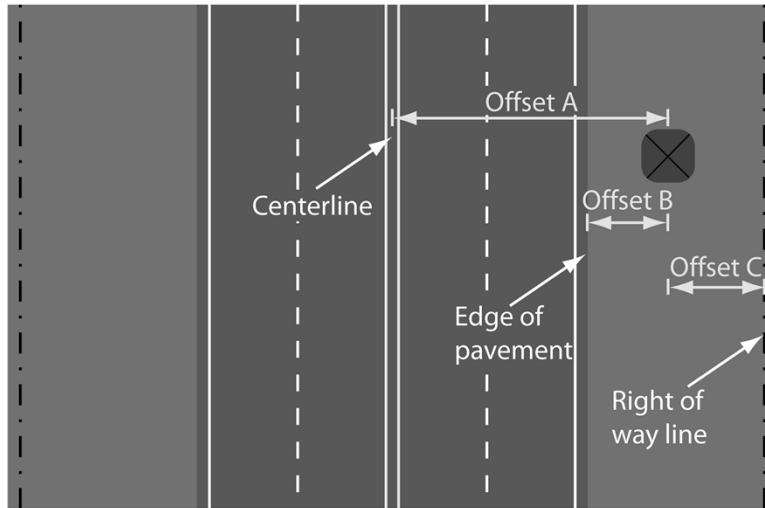 Offset A
Centerline
Offset B
Offset C
Edge of
pavement
Right of
way line